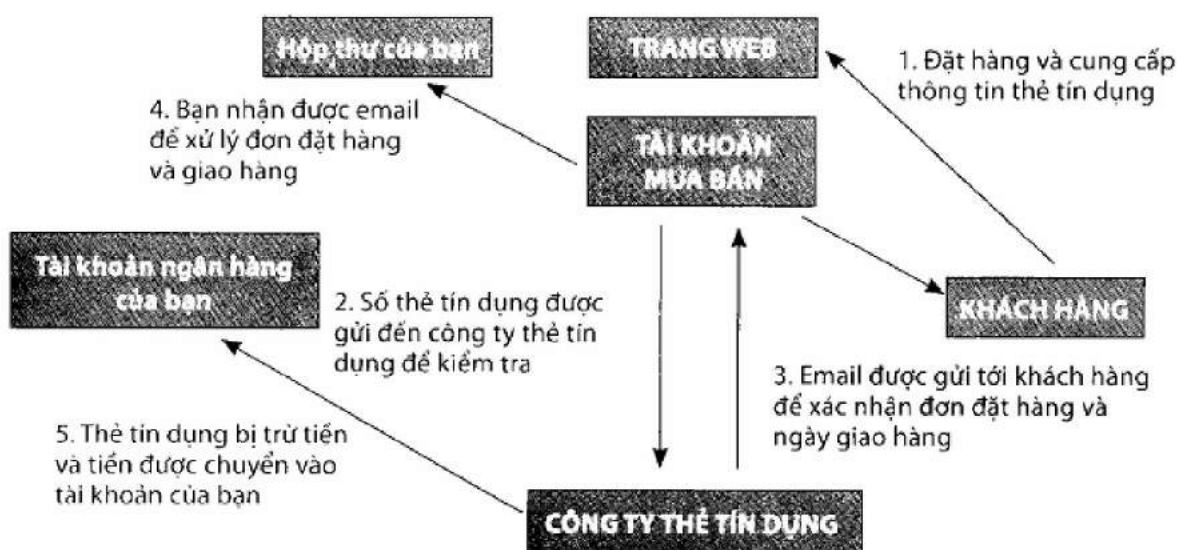 Hộp thư của bạn
TRANG WEB
1. Đặt hàng và cung cấp
thông tin thẻ tín dụng
4. Bạn nhận được email
để xử lý đơn đặt hàng
và giao hàng
TÀI KHOẢN
MUA BÁN
Tài khoản ngân hàng
của bạn
2. Số thẻ tín dụng được
gửi đến công ty thẻ tín
dụng để kiểm tra
KHÁCH HÀNG
3. Email được gửi tới khách hàng
để xác nhận đơn đặt hàng và
ngày giao hàng
5. Thẻ tín dụng bị trừ tiền
và tiền được chuyển vào
tài khoản của bạn
CÔNG TY THẺ TÍN DỤNG